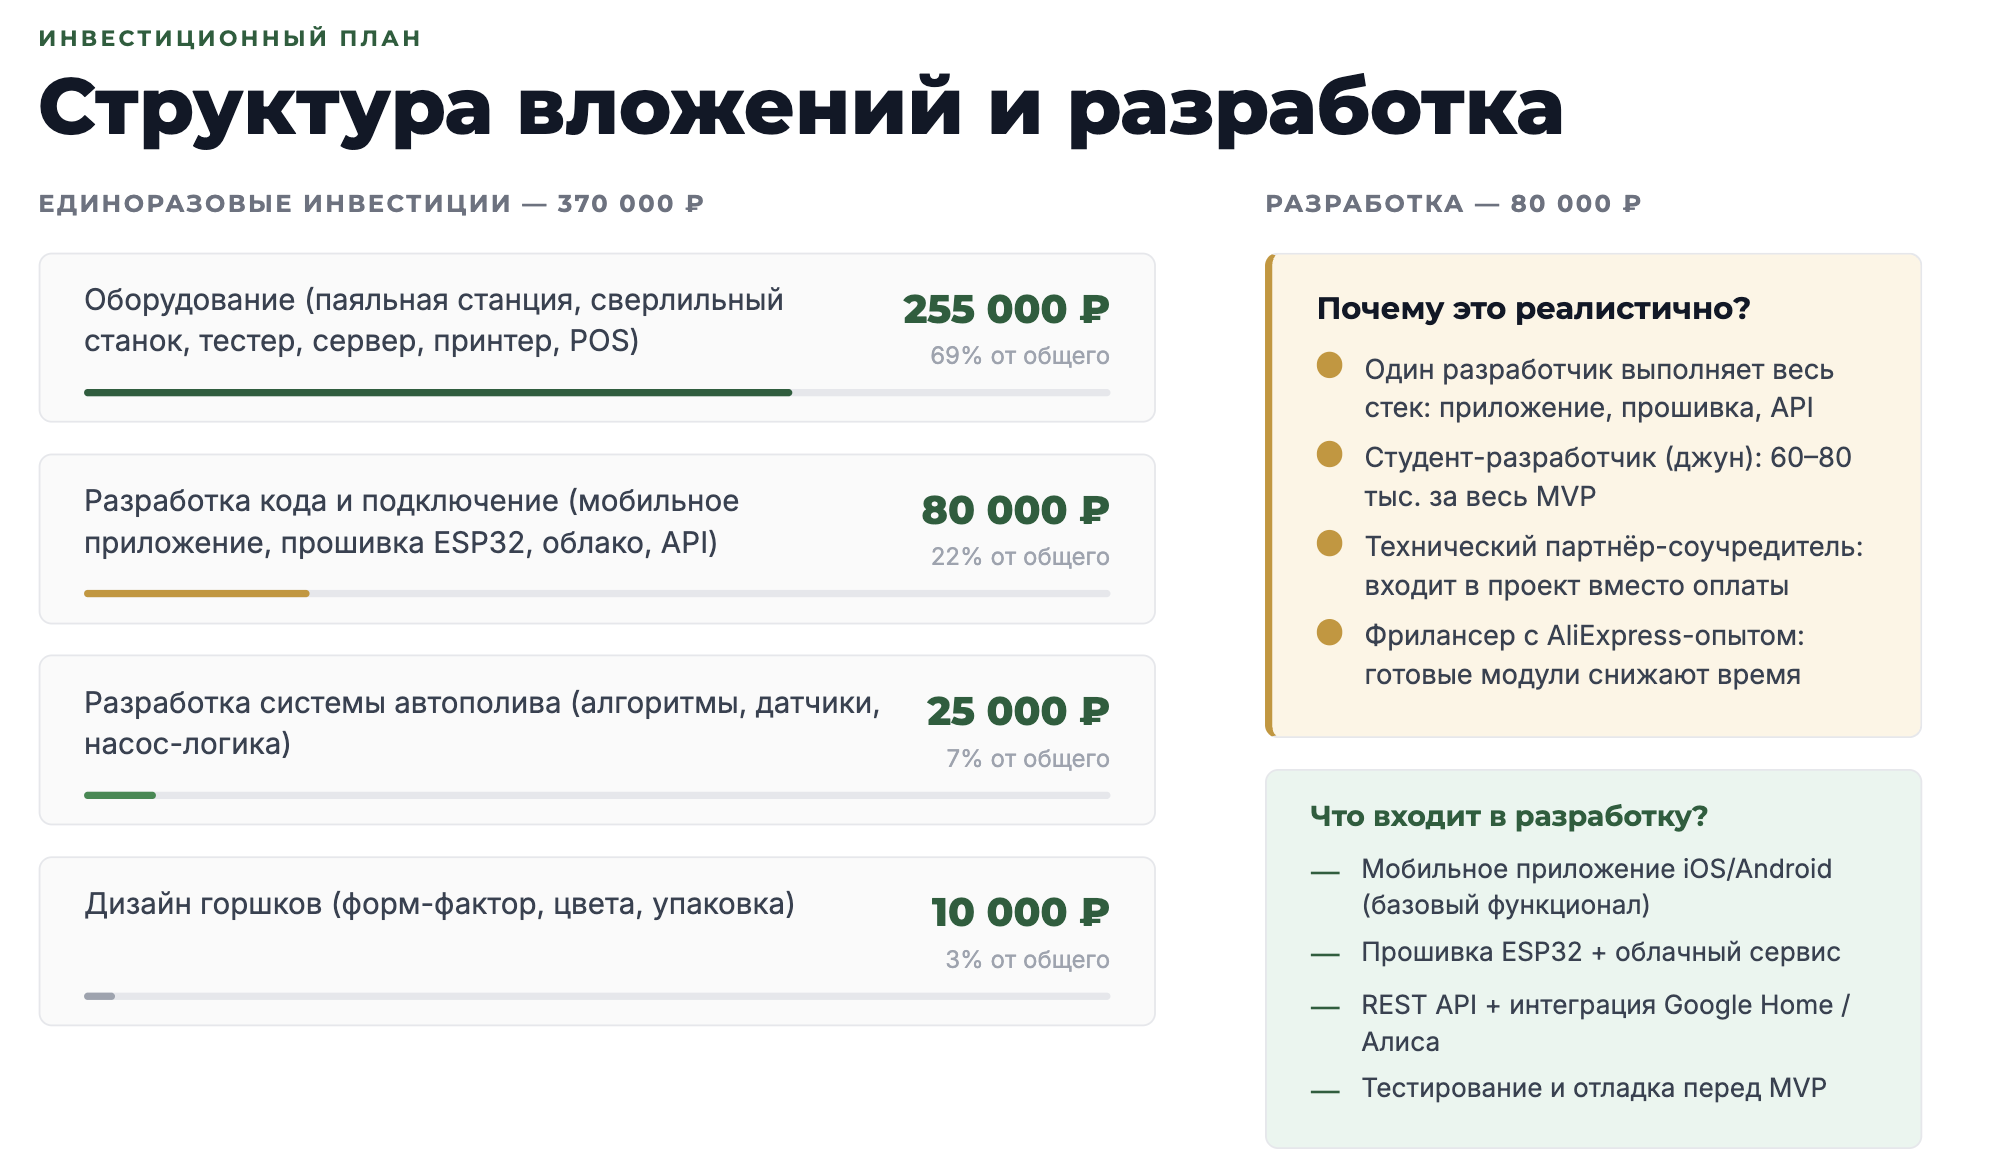 ИНВЕСТИЦИОННЫЙ ПЛАН
Структура вложений и разработка
ЕДИНОРАЗОВЫЕ ИНВЕСТИЦИИ — 370 000 ₽
Оборудование (паяльная станция, сверлильный
станок, тестер, сервер, принтер, POS)
255 000 ₽
69% от общего
Разработка кода и подключение (мобильное
приложение, прошивка ESP32, облако, API)
80 000 ₽
22% от общего
Разработка системы автополива (алгоритмы, датчики,
насос-логика)
25 000 ₽
7% от общего
Дизайн горшков (форм-фактор, цвета, упаковка)
10 000 ₽
3% от общего
РАЗРАБОТКА — 80 000 ₽
Почему это реалистично?
Один разработчик выполняет весь
стек: приложение, прошивка, API
Студент-разработчик (джун): 60–80
тыс. за весь MVP
Технический партнёр-соучредитель:
входит в проект вместо оплаты
Фрилансер с AliExpress-опытом:
готовые модули снижают время
Что входит в разработку?
— Мобильное приложение iOS/Android
(базовый функционал)
— Прошивка ESP32 + облачный сервис
— REST API + интеграция Google Home /
Алиса
— Тестирование и отладка перед MVP